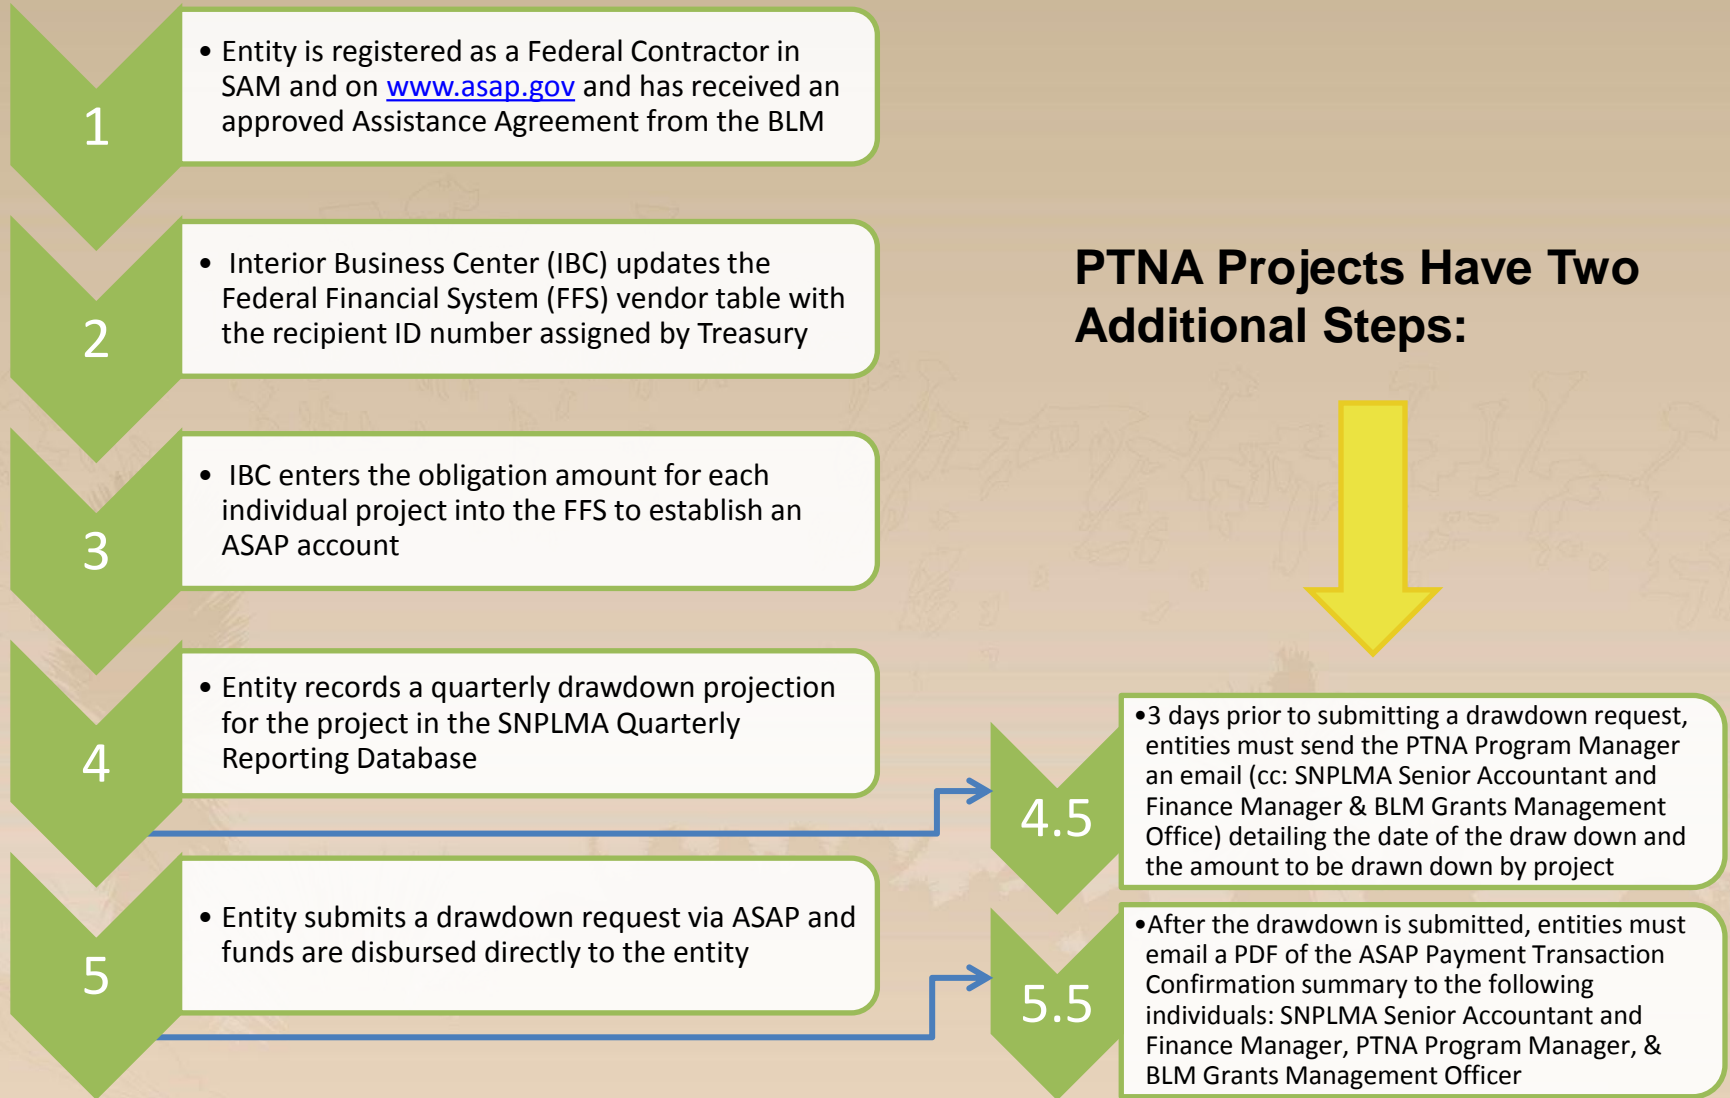 1
• Entity is registered as a Federal Contractor in
SAM and on www.asap.gov and has received an
approved Assistance Agreement from the BLM
2
• Interior Business Center (IBC) updates the
Federal Financial System (FFS) vendor table with
the recipient ID number assigned by Treasury
3
• IBC enters the obligation amount for each
individual project into the FFS to establish an
ASAP account
4
• Entity records a quarterly drawdown projection
for the project in the SNPLMA Quarterly
Reporting Database
5
• Entity submits a drawdown request via ASAP and
funds are disbursed directly to the entity
PTNA Projects Have Two
Additional Steps:
4.5
•3 days prior to submitting a drawdown request,
entities must send the PTNA Program Manager
an email (cc: SNPLMA Senior Accountant and
Finance Manager & BLM Grants Management
Office) detailing the date of the draw down and
the amount to be drawn down by project
5.5
•After the drawdown is submitted, entities must
email a PDF of the ASAP Payment Transaction
Confirmation summary to the following
individuals: SNPLMA Senior Accountant and
Finance Manager, PTNA Program Manager, &
BLM Grants Management Officer